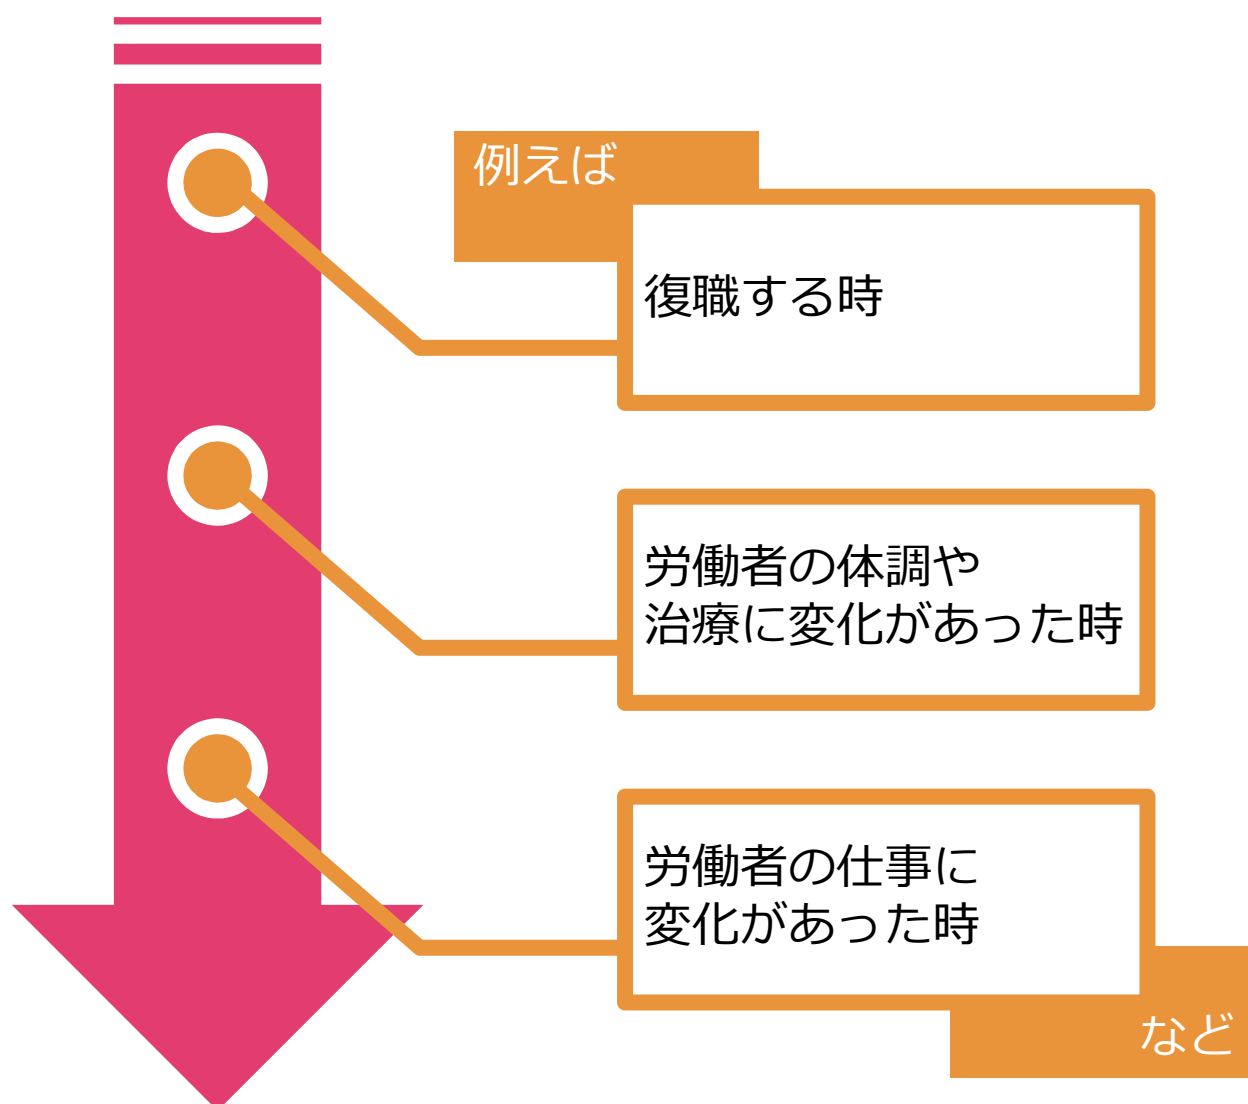 例えば
復職する時
労働者の体調や
治療に変化があった時
労働者の仕事に
変化があった時
など